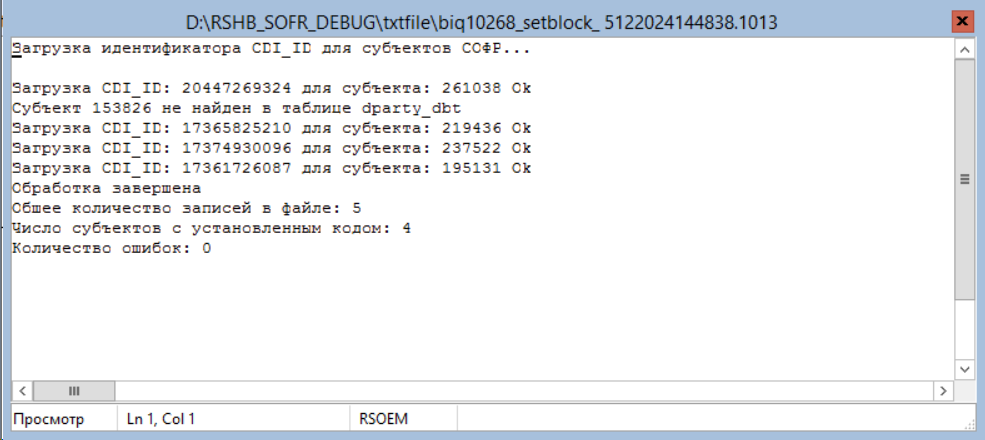 D:\RSHB_SOFR_DEBUG\txtfile\biq10268_setblock_ 5122024144838.1013
Загрузка идентификатора CDI_ID для субъектов СОФР...
Загрузка CDI_ID: 20447269324 для субъекта: 261038 Ok
Субъект 153826 не найден в таблице dparty_dbt
Загрузка CDI_ID: 17365825210 для субъекта: 219436 Ok
Загрузка CDI_ID: 17374930096 для субъекта: 237522 Ok
Загрузка CDI_ID: 17361726087 для субъекта: 195131 Ok
Обработка завершена
Обшее количество записей в файле: 5
Число субъектов с установленным кодом: 4
Количество ошибок: 0
Просмотр Ln 1, Col 1 RSOEM